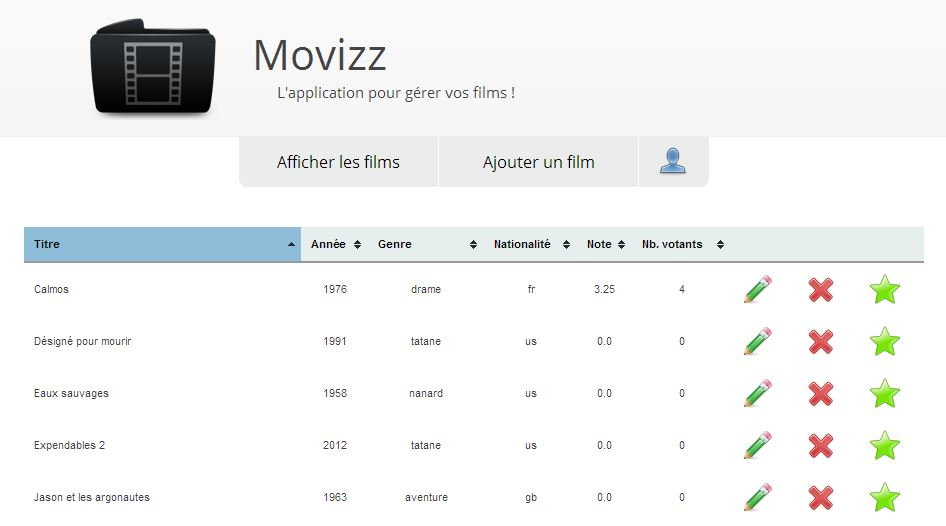 Movizz
L'application pour gérer vos films !
Afficher les films Ajouter un film
Titre Année Genre Nationalité Note Nb. votants
Calmos 1976 drame fr 3.25 4
Désigné pour mourir 1991 tatane us 0.0 0
Eaux sauvages 1958 nanard us 0.0 0
Expendables 2 2012 tatane us 0.0 0
Jason et les argonautes 1963 aventure gb 0.0 0